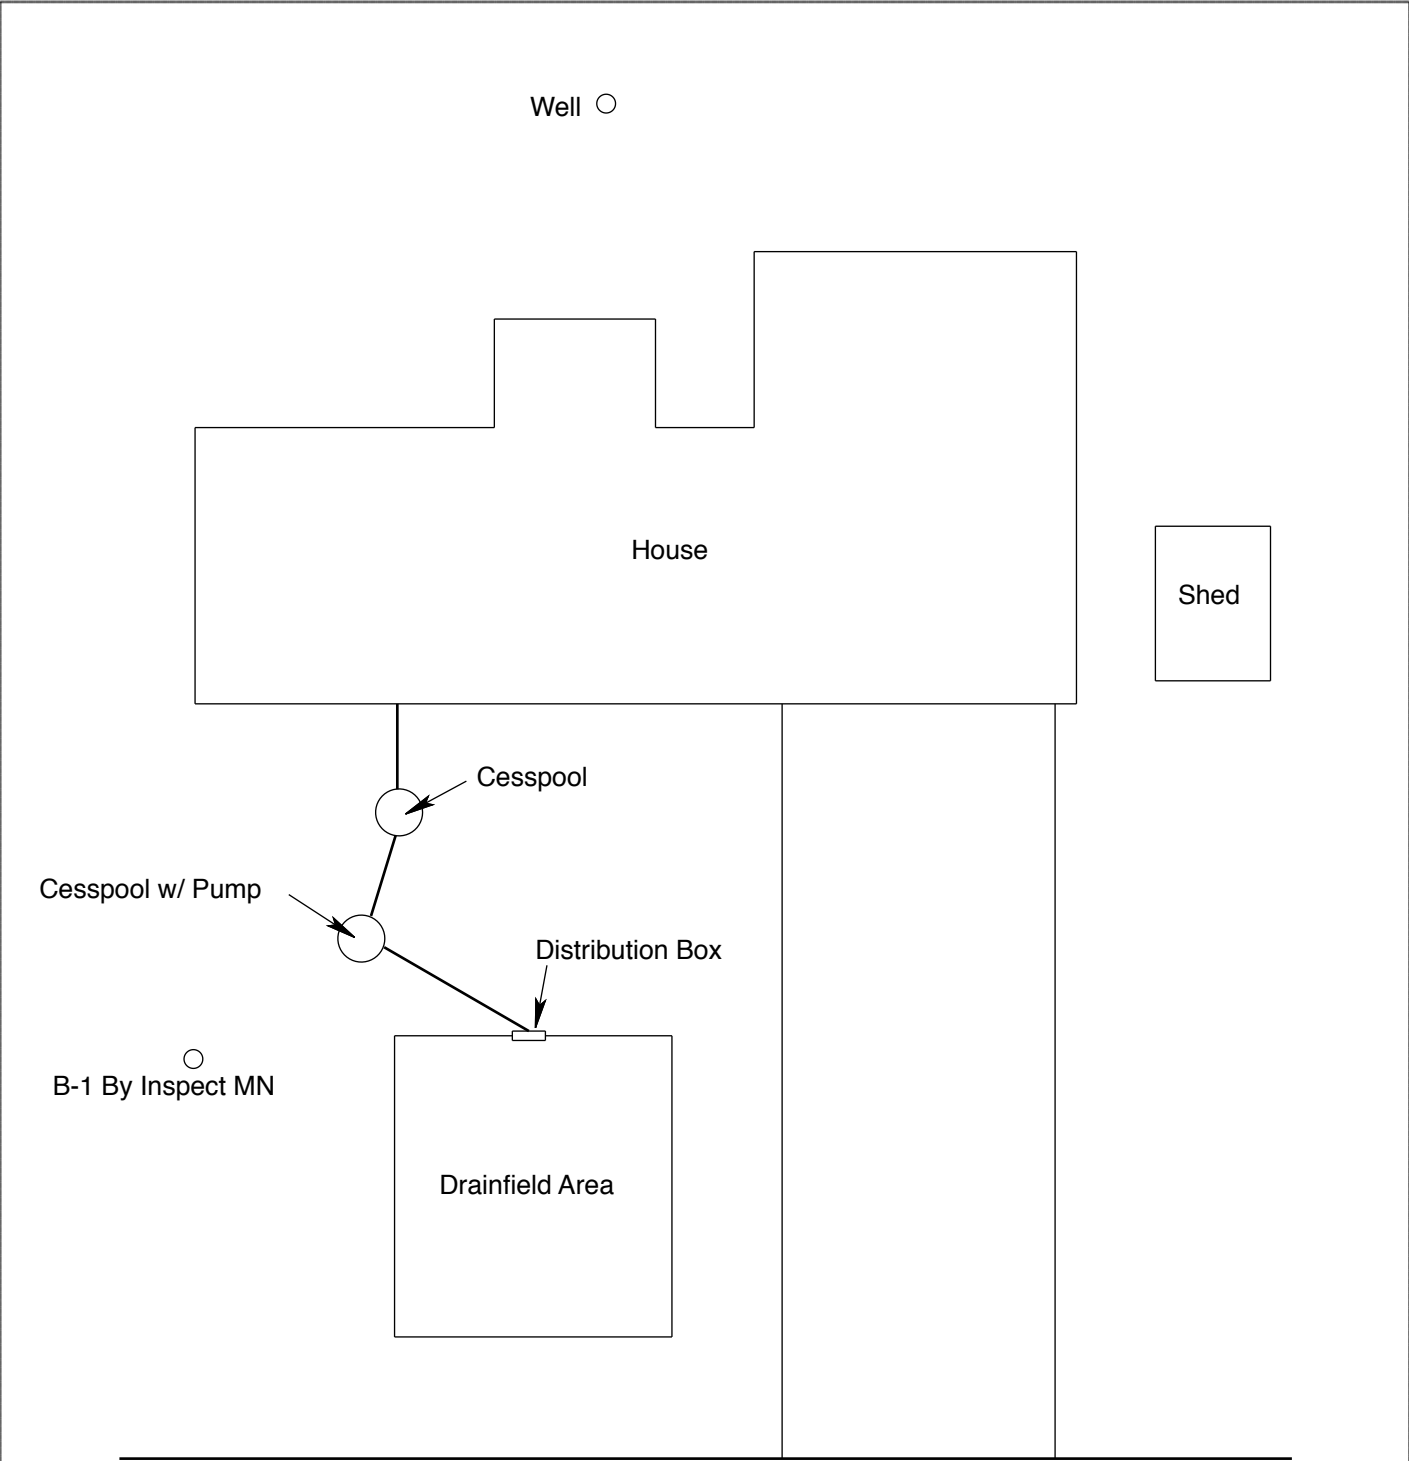 Well
House
Shed
Cesspool
Cesspool w/ Pump
Distribution Box
B-1 By Inspect MN
Drainfield Area